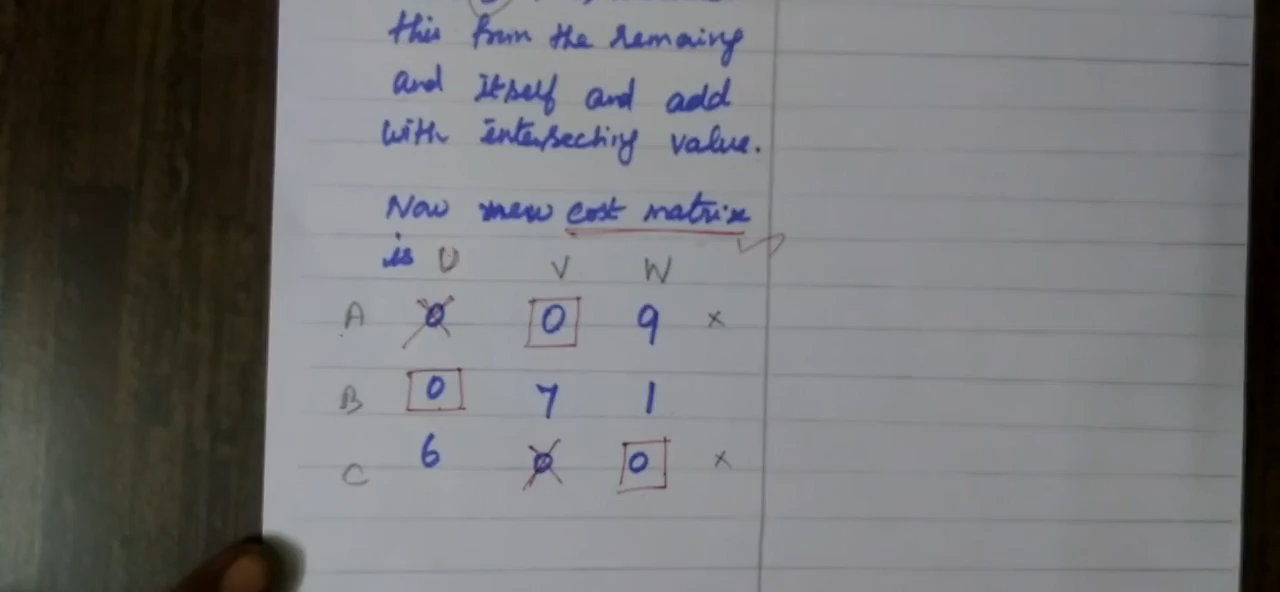 this from the remaining
and itself and add
with intersecting value.
Now new cost matrix
is U V W
A 0 0 9 ×
B 0 7 1
C 6 0 0 ×